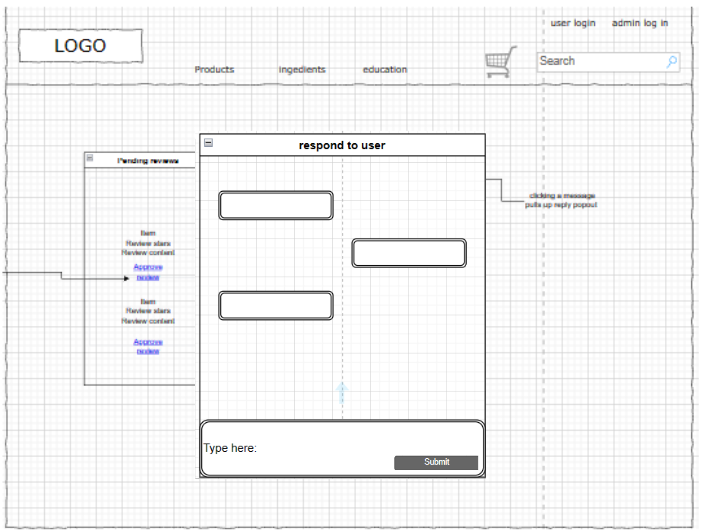 user login
admin log in
LOGO
Products
ingedients
education
Search
respond to user
Pending reviews
clicking a message
pulls up reply popout
Item
Review stars
Review content
Approve
review
Item
Review stars
Review content
Approve
review
Type here:
Submit